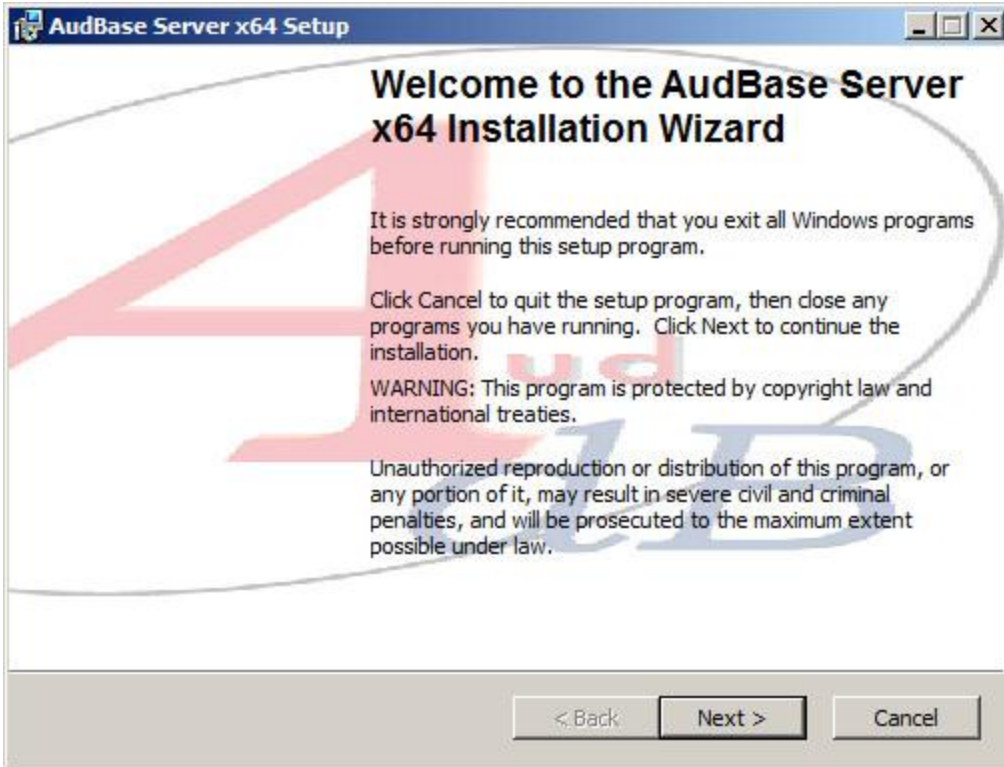 AudBase Server x64 Setup
Welcome to the AudBase Server
x64 Installation Wizard
It is strongly recommended that you exit all Windows programs
before running this setup program.
Click Cancel to quit the setup program, then close any
programs you have running.  Click Next to continue the
installation.
WARNING: This program is protected by copyright law and
international treaties.
Unauthorized reproduction or distribution of this program, or
any portion of it, may result in severe civil and criminal
penalties, and will be prosecuted to the maximum extent
possible under law.
Aud
dB
< Back
Next >
Cancel